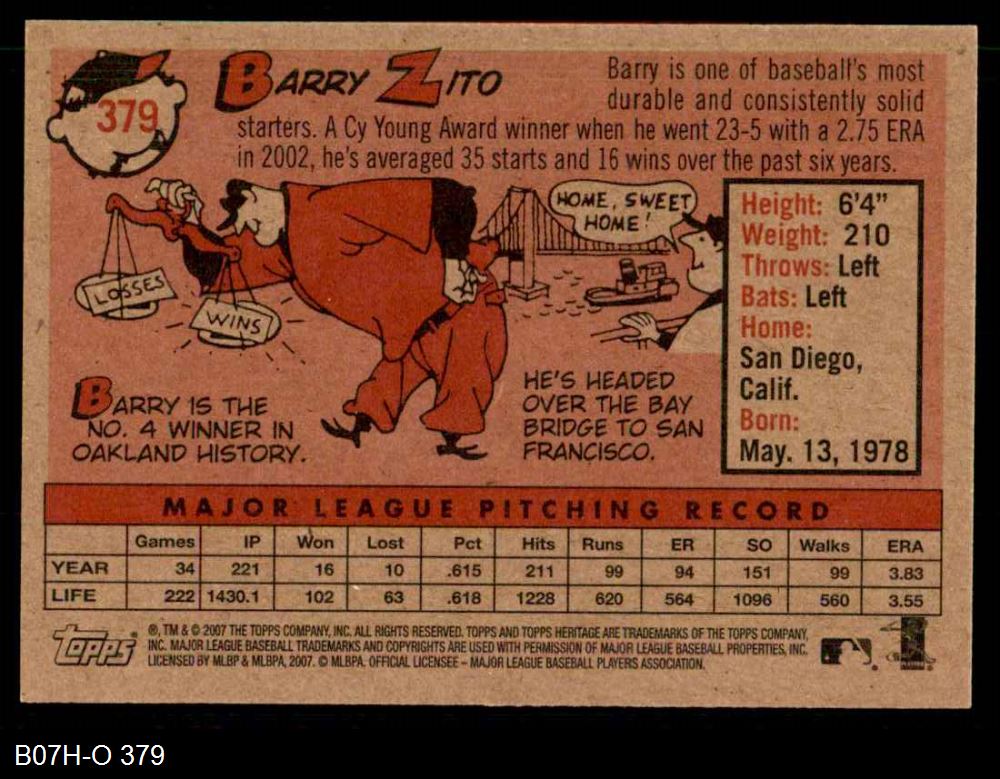 379
BARRY ZITO
Barry is one of baseball's most
durable and consistently solid
starters. A Cy Young Award winner when he went 23-5 with a 2.75 ERA
in 2002, he's averaged 35 starts and 16 wins over the past six years.
LOSSES
WINS
HOME, SWEET
HOME!
BARRY IS THE
NO. 4 WINNER IN
OAKLAND HISTORY.
HE'S HEADED
OVER THE BAY
BRIDGE TO SAN
FRANCISCO.
Height: 6'4"
Weight: 210
Throws: Left
Bats: Left
Home:
San Diego,
Calif.
Born:
May. 13, 1978
MAJOR LEAGUE PITCHING RECORD
Games IP Won Lost Pct Hits Runs ER SO Walks ERA
YEAR 34 221 16 10 .615 211 99 94 151 99 3.83
LIFE 222 1430.1 102 63 .618 1228 620 564 1096 560 3.55
Topps
®, TM & © 2007 THE TOPPS COMPANY, INC. ALL RIGHTS RESERVED. TOPPS AND TOPPS HERITAGE ARE TRADEMARKS OF THE TOPPS COMPANY,
INC. MAJOR LEAGUE BASEBALL TRADEMARKS AND COPYRIGHTS ARE USED WITH PERMISSION OF MAJOR LEAGUE BASEBALL PROPERTIES, INC.
LICENSED BY MLBP & MLBPA, 2007. © MLBPA. OFFICIAL LICENSEE – MAJOR LEAGUE BASEBALL PLAYERS ASSOCIATION.
B07H-O 379